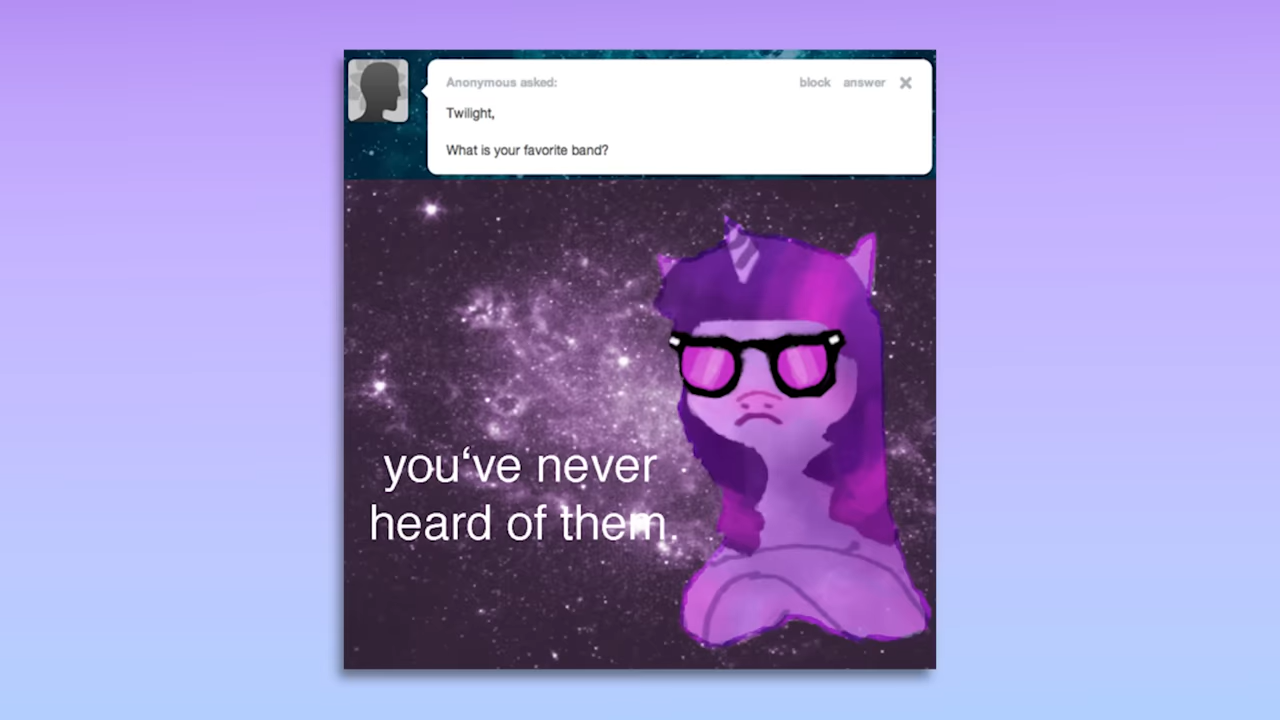 Anonymous asked:
block answer
Twilight,
What is your favorite band?
you‘ve never
heard of them.